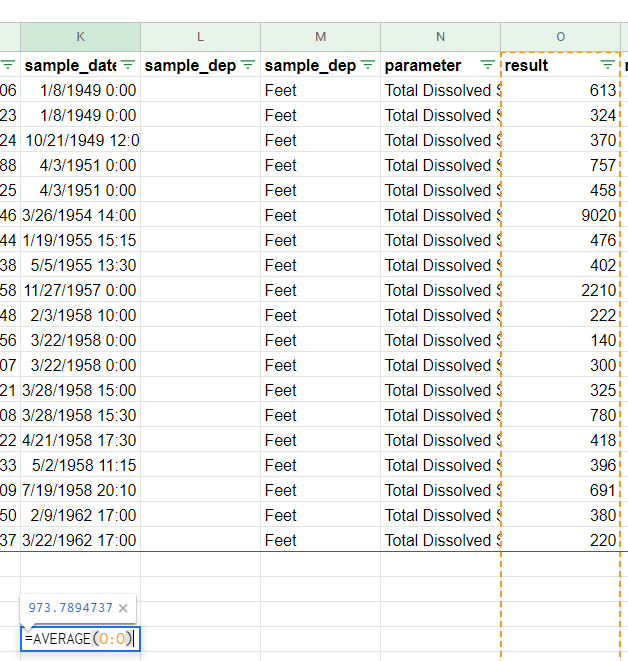 K L M N O
sample_date sample_dep sample_dep parameter result
06 1/8/1949 0:00 Feet Total Dissolved 613
23 1/8/1949 0:00 Feet Total Dissolved 324
24 10/21/1949 12:0 Feet Total Dissolved 370
88 4/3/1951 0:00 Feet Total Dissolved 757
25 4/3/1951 0:00 Feet Total Dissolved 458
46 3/26/1954 14:00 Feet Total Dissolved 9020
44 1/19/1955 15:15 Feet Total Dissolved 476
38 5/5/1955 13:30 Feet Total Dissolved 402
58 11/27/1957 0:00 Feet Total Dissolved 2210
48 2/3/1958 10:00 Feet Total Dissolved 222
56 3/22/1958 0:00 Feet Total Dissolved 140
07 3/22/1958 0:00 Feet Total Dissolved 300
21 3/28/1958 15:00 Feet Total Dissolved 325
08 3/28/1958 15:30 Feet Total Dissolved 780
22 4/21/1958 17:30 Feet Total Dissolved 418
33 5/2/1958 11:15 Feet Total Dissolved 396
09 7/19/1958 20:10 Feet Total Dissolved 691
50 2/9/1962 17:00 Feet Total Dissolved 380
37 3/22/1962 17:00 Feet Total Dissolved 220
973.7894737 ×
=AVERAGE(O:O)